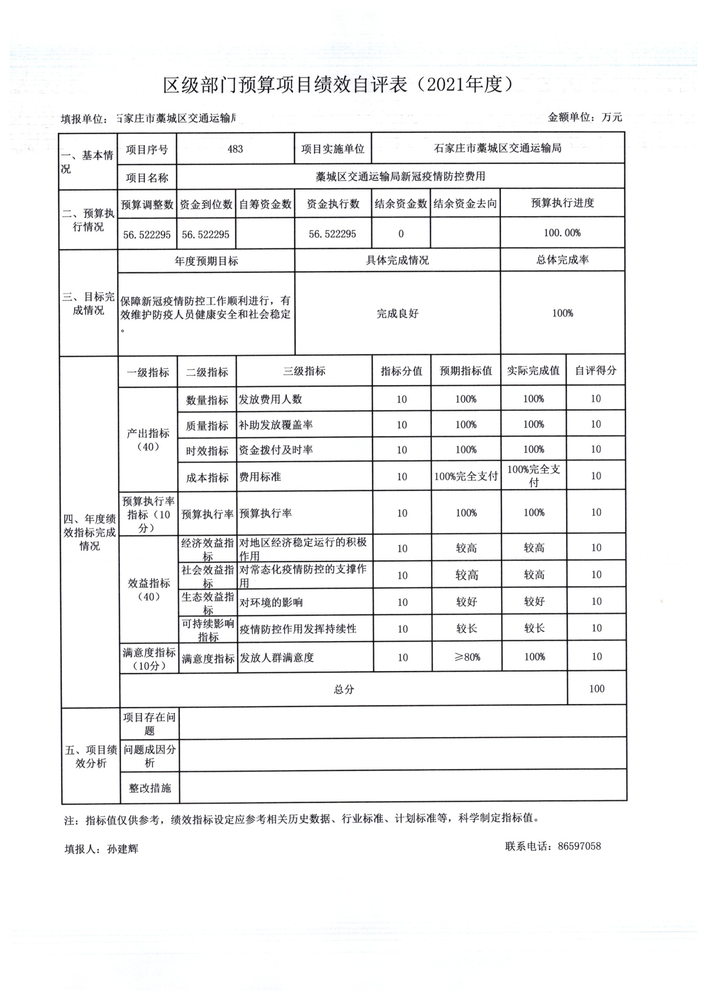 区级部门预算项目绩效自评表（2021年度）
填报单位： 石家庄市藁城区交通运输局 金额单位：万元
一、基本情
况
项目序号 483 项目实施单位 石家庄市藁城区交通运输局
项目名称 藁城区交通运输局新冠疫情防控费用
二、预算执
行情况
预算调整数 资金到位数 自筹资金数 资金执行数 结余资金数 结余资金去向 预算执行进度
56.522295 56.522295 56.522295 0 100.00%
三、目标完
成情况
年度预期目标 具体完成情况 总体完成率
保障新冠疫情防控工作顺利进行，有
效维护防疫人员健康安全和社会稳定
。
完成良好 100%
四、年度绩
效指标完成
情况
一级指标 二级指标 三级指标 指标分值 预期指标值 实际完成值 自评得分
产出指标
（40）
数量指标 发放费用人数 10 100% 100% 10
质量指标 补助发放覆盖率 10 100% 100% 10
时效指标 资金拨付及时率 10 100% 100% 10
成本指标 费用标准 10 100%完全支付 100%完全支
付
10
预算执行率
指标（10
分）
预算执行率 预算执行率 10 100% 100% 10
效益指标
（40）
经济效益指
标
对地区经济稳定运行的积极
作用
10 较高 较高 10
社会效益指
标
对常态化疫情防控的支撑作
用
10 较高 较高 10
生态效益指
标
对环境的影响 10 较好 较好 10
可持续影响
指标
疫情防控作用发挥持续性 10 较长 较长 10
满意度指标
（10分）
满意度指标 发放人群满意度 10 ≥80% 100% 10
总分 100
五、项目绩
效分析
项目存在问
题
问题成因分
析
整改措施
注：指标值仅供参考，绩效指标设定应参考相关历史数据、行业标准、计划标准等，科学制定指标值。
填报人：孙建辉 联系电话：86597058